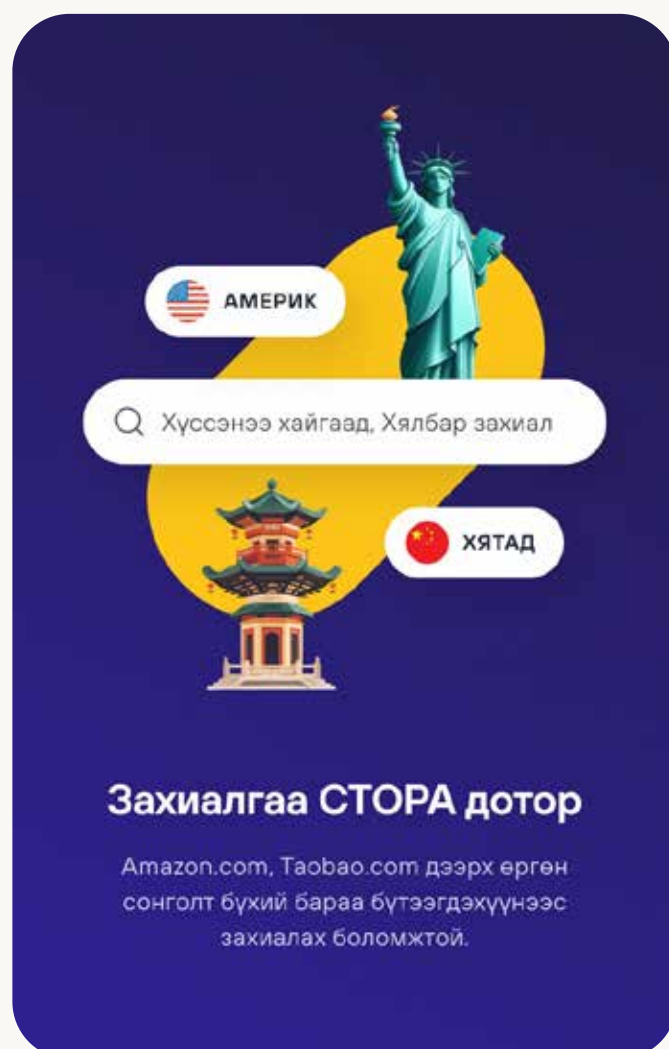 АМЕРИК
Хүссэнээ хайгаад, Хялбар захиал
ХЯТАД
Захиалгаа СТОРА дотор
Amazon.com, Taobao.com дээрх өргөн
сонголт бүхий бараа бүтээгдэхүүнээс
захиалах боломжтой.